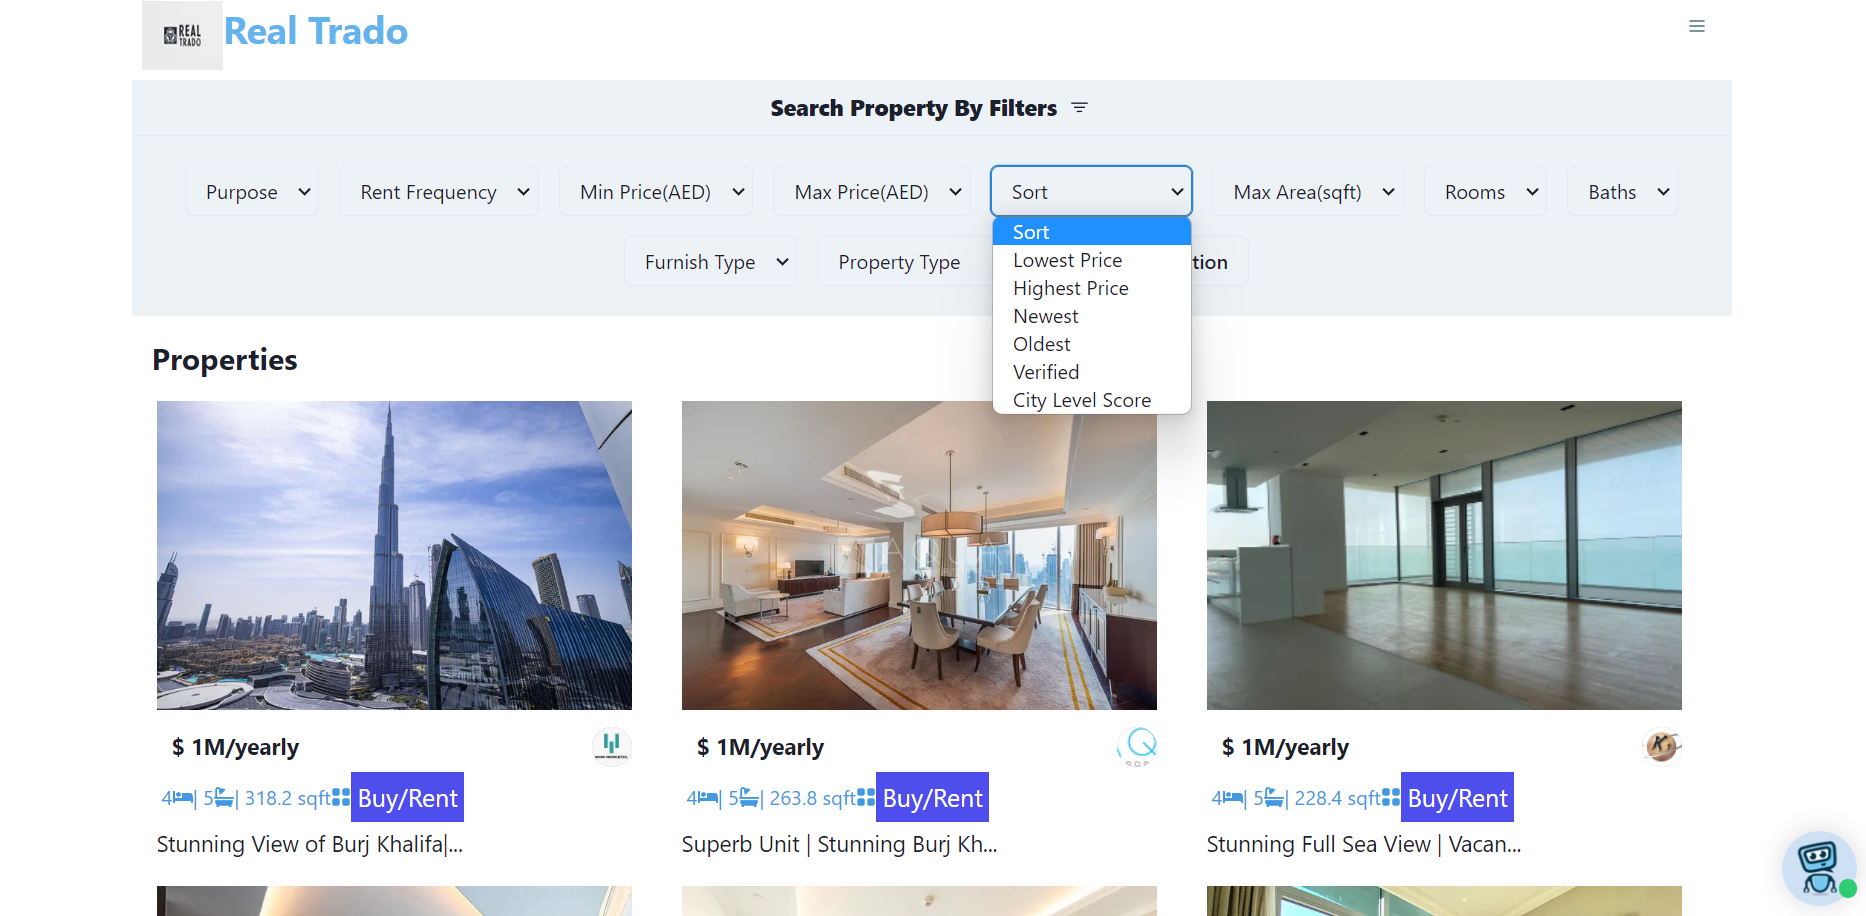 REAL
TRADO
Real Trado
Search Property By Filters
Purpose
Rent Frequency
Min Price(AED)
Max Price(AED)
Sort
Max Area(sqft)
Rooms
Baths
Furnish Type
Property Type
tion
Sort
Lowest Price
Highest Price
Newest
Oldest
Verified
City Level Score
Properties
$ 1M/yearly
4| 5| 318.2 sqft
Buy/Rent
Stunning View of Burj Khalifa|...
$ 1M/yearly
4| 5| 263.8 sqft
Buy/Rent
Superb Unit | Stunning Burj Kh...
$ 1M/yearly
4| 5| 228.4 sqft
Buy/Rent
Stunning Full Sea View | Vacan...